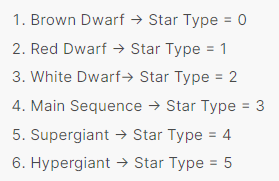 1. Brown Dwarf → Star Type = 0
2. Red Dwarf → Star Type = 1
3. White Dwarf→ Star Type = 2
4. Main Sequence → Star Type = 3
5. Supergiant → Star Type = 4
6. Hypergiant → Star Type = 5